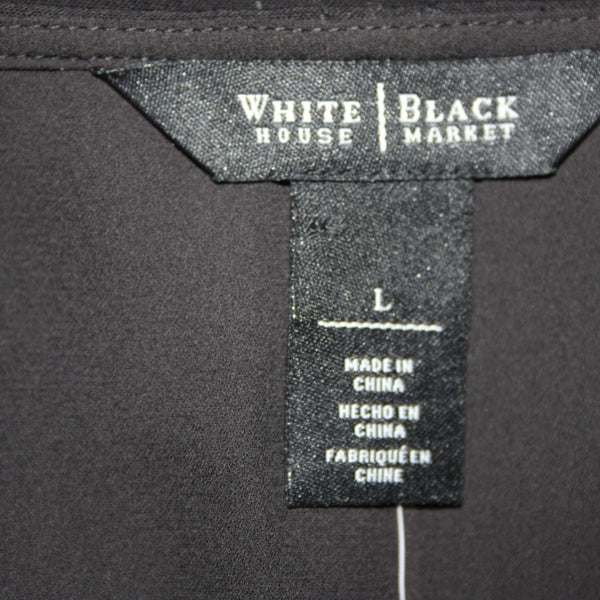 WHITE | BLACK
HOUSE | MARKET
L
MADE IN
CHINA
HECHO EN
CHINA
FABRIQUÉ EN
CHINE